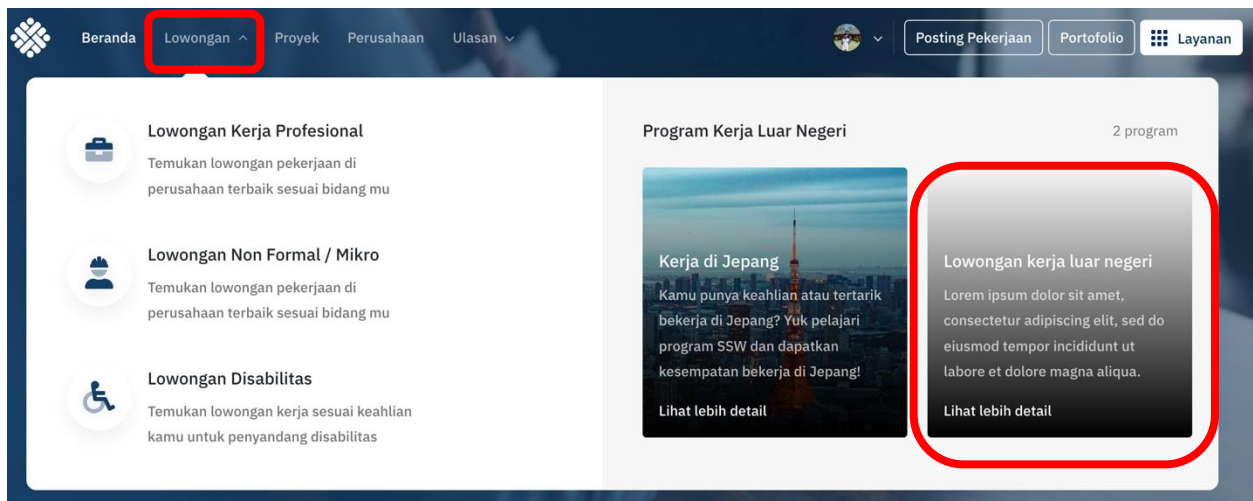 Beranda Lowongan Proyek Perusahaan Ulasan Posting Pekerjaan Portofolio Layanan
Lowongan Kerja Profesional
Temukan lowongan pekerjaan di
perusahaan terbaik sesuai bidang mu
Lowongan Non Formal / Mikro
Temukan lowongan pekerjaan di
perusahaan terbaik sesuai bidang mu
Lowongan Disabilitas
Temukan lowongan kerja sesuai keahlian
kamu untuk penyandang disabilitas
Program Kerja Luar Negeri 2 program
Kerja di Jepang
Kamu punya keahlian atau tertarik
bekerja di Jepang? Yuk pelajari
program SSW dan dapatkan
kesempatan bekerja di Jepang!
Lihat lebih detail
Lowongan kerja luar negeri
Lorem ipsum dolor sit amet,
consectetur adipiscing elit, sed do
eiusmod tempor incididunt ut
labore et dolore magna aliqua.
Lihat lebih detail